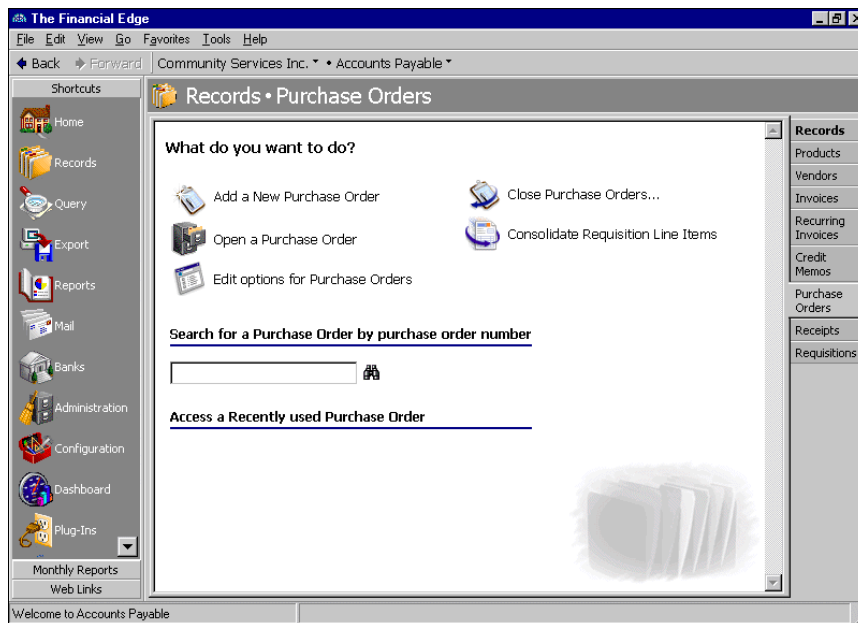 The Financial Edge
File Edit View Go Favorites Tools Help
Back Forward Community Services Inc. • Accounts Payable
Shortcuts
Records • Purchase Orders
Home
Records
Query
Export
Reports
Mail
Banks
Administration
Configuration
Dashboard
Plug-Ins
Monthly Reports
Web Links
What do you want to do?
Add a New Purchase Order
Close Purchase Orders...
Open a Purchase Order
Consolidate Requisition Line Items
Edit options for Purchase Orders
Search for a Purchase Order by purchase order number
Access a Recently used Purchase Order
Records
Products
Vendors
Invoices
Recurring
Invoices
Credit
Memos
Purchase
Orders
Receipts
Requisitions
Welcome to Accounts Payable